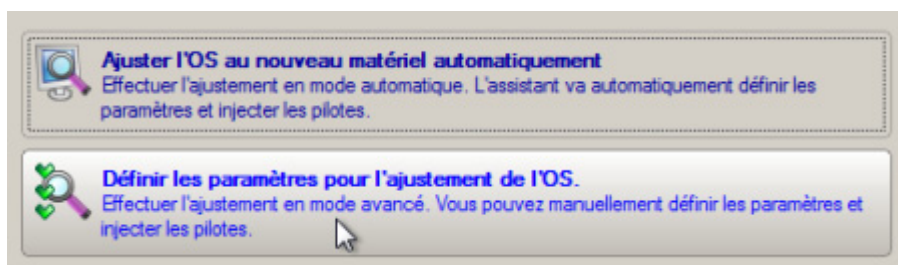 Ajuster l'OS au nouveau matériel automatiquement
Effectuer l'ajustement en mode automatique. L'assistant va automatiquement définir les
paramètres et injecter les pilotes.
Définir les paramètres pour l'ajustement de l'OS.
Effectuer l'ajustement en mode avancé. Vous pouvez manuellement définir les paramètres et
injecter les pilotes.